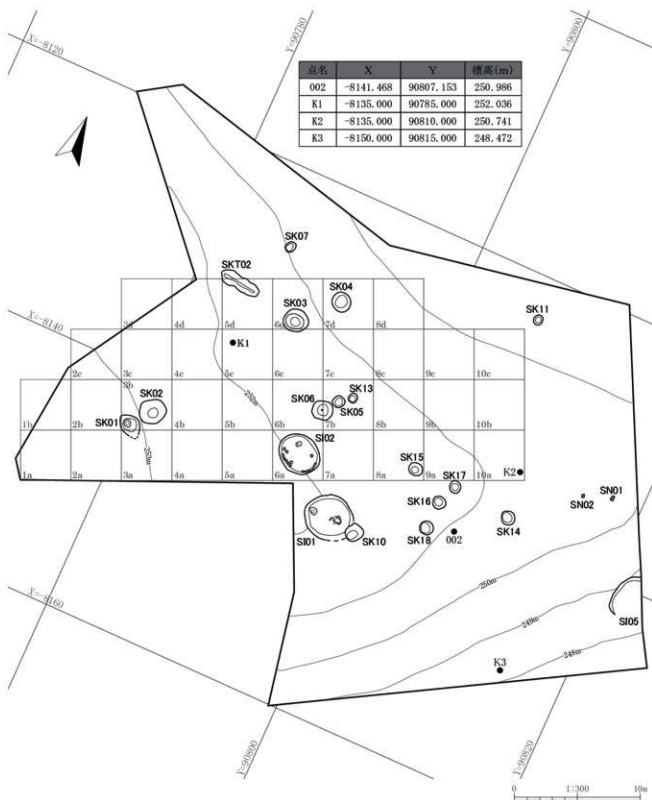 X=-8120
Y=90780
Y=90800
点名 X Y 標高(m)
002 -8141.468 90807.153 250.986
K1 -8135.000 90785.000 252.036
K2 -8135.000 90810.000 250.741
K3 -8150.000 90815.000 248.472
SK07
SKT02
SK04
SK03
SK11
X=-8140
3d 4d 5d 6d 7d 8d
K1
2c 3c 4c 5c 6c 7c 8c 9c 10c
252m
3b
SK02
SK13
SK06
SK05
SK01
1b 2b 4b 5b 6b 7b 8b 9b 10b
SI02
253m
SK15
K2
1a 2a 3a 4a 5a 6a 7a 8a 9a 10a
SK17
SN01
SN02
SK16
SK14
SI01
SK10
SK18
002
250m
X=-8160
249m
SI05
248m
K3
Y=90800
Y=90820
0 1:300 10m